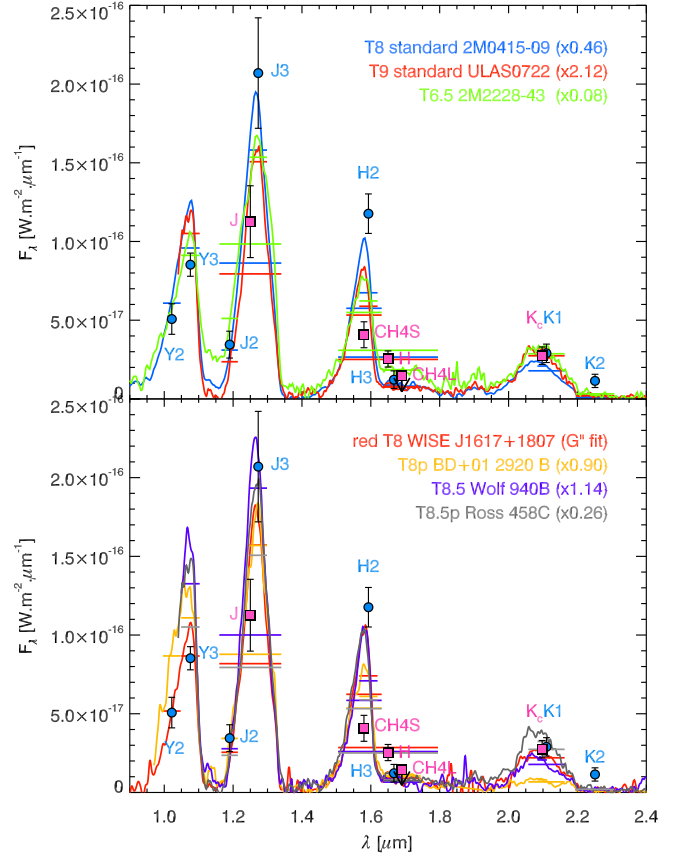 2.5×10⁻¹⁶
T8 standard 2M0415-09 (x0.46)
J3
T9 standard ULAS0722 (x2.12)
2.0×10⁻¹⁶
T6.5 2M2228-43 (x0.08)
1.5×10⁻¹⁶
H2
F_λ [W.m⁻².μm⁻¹]
J
1.0×10⁻¹⁶
Y3
5.0×10⁻¹⁷
CH4S
K_c K1
Y2
J2
H
H3
CH4L
K2
0
2.5×10⁻¹⁶
red T8 WISE J1617+1807 (G" fit)
T8p BD+01 2920 B (x0.90)
J3
T8.5 Wolf 940B (x1.14)
2.0×10⁻¹⁶
T8.5p Ross 458C (x0.26)
1.5×10⁻¹⁶
H2
F_λ [W.m⁻².μm⁻¹]
J
1.0×10⁻¹⁶
Y3
5.0×10⁻¹⁷
CH4S
K_c K1
Y2
J2
H
H3
CH4L
K2
0
1.0 1.2 1.4 1.6 1.8 2.0 2.2 2.4
λ [μm]